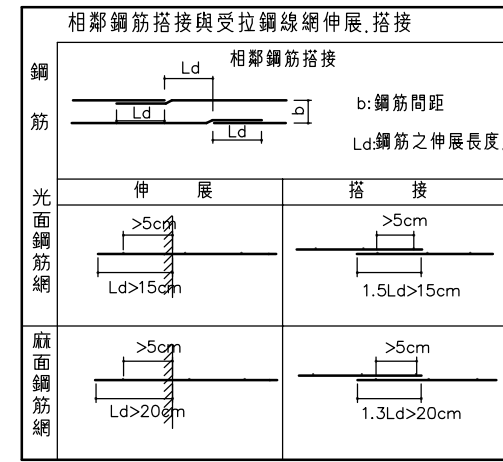 相鄰鋼筋搭接與受拉鋼線網伸展.搭接
鋼筋
相鄰鋼筋搭接
Ld
Ld
Ld
b
b:鋼筋間距
Ld:鋼筋之伸展長度
伸展
搭接
光面鋼筋網
>5cm
Ld>15cm
>5cm
1.5Ld>15cm
麻面鋼筋網
>5cm
Ld>20cm
>5cm
1.3Ld>20cm